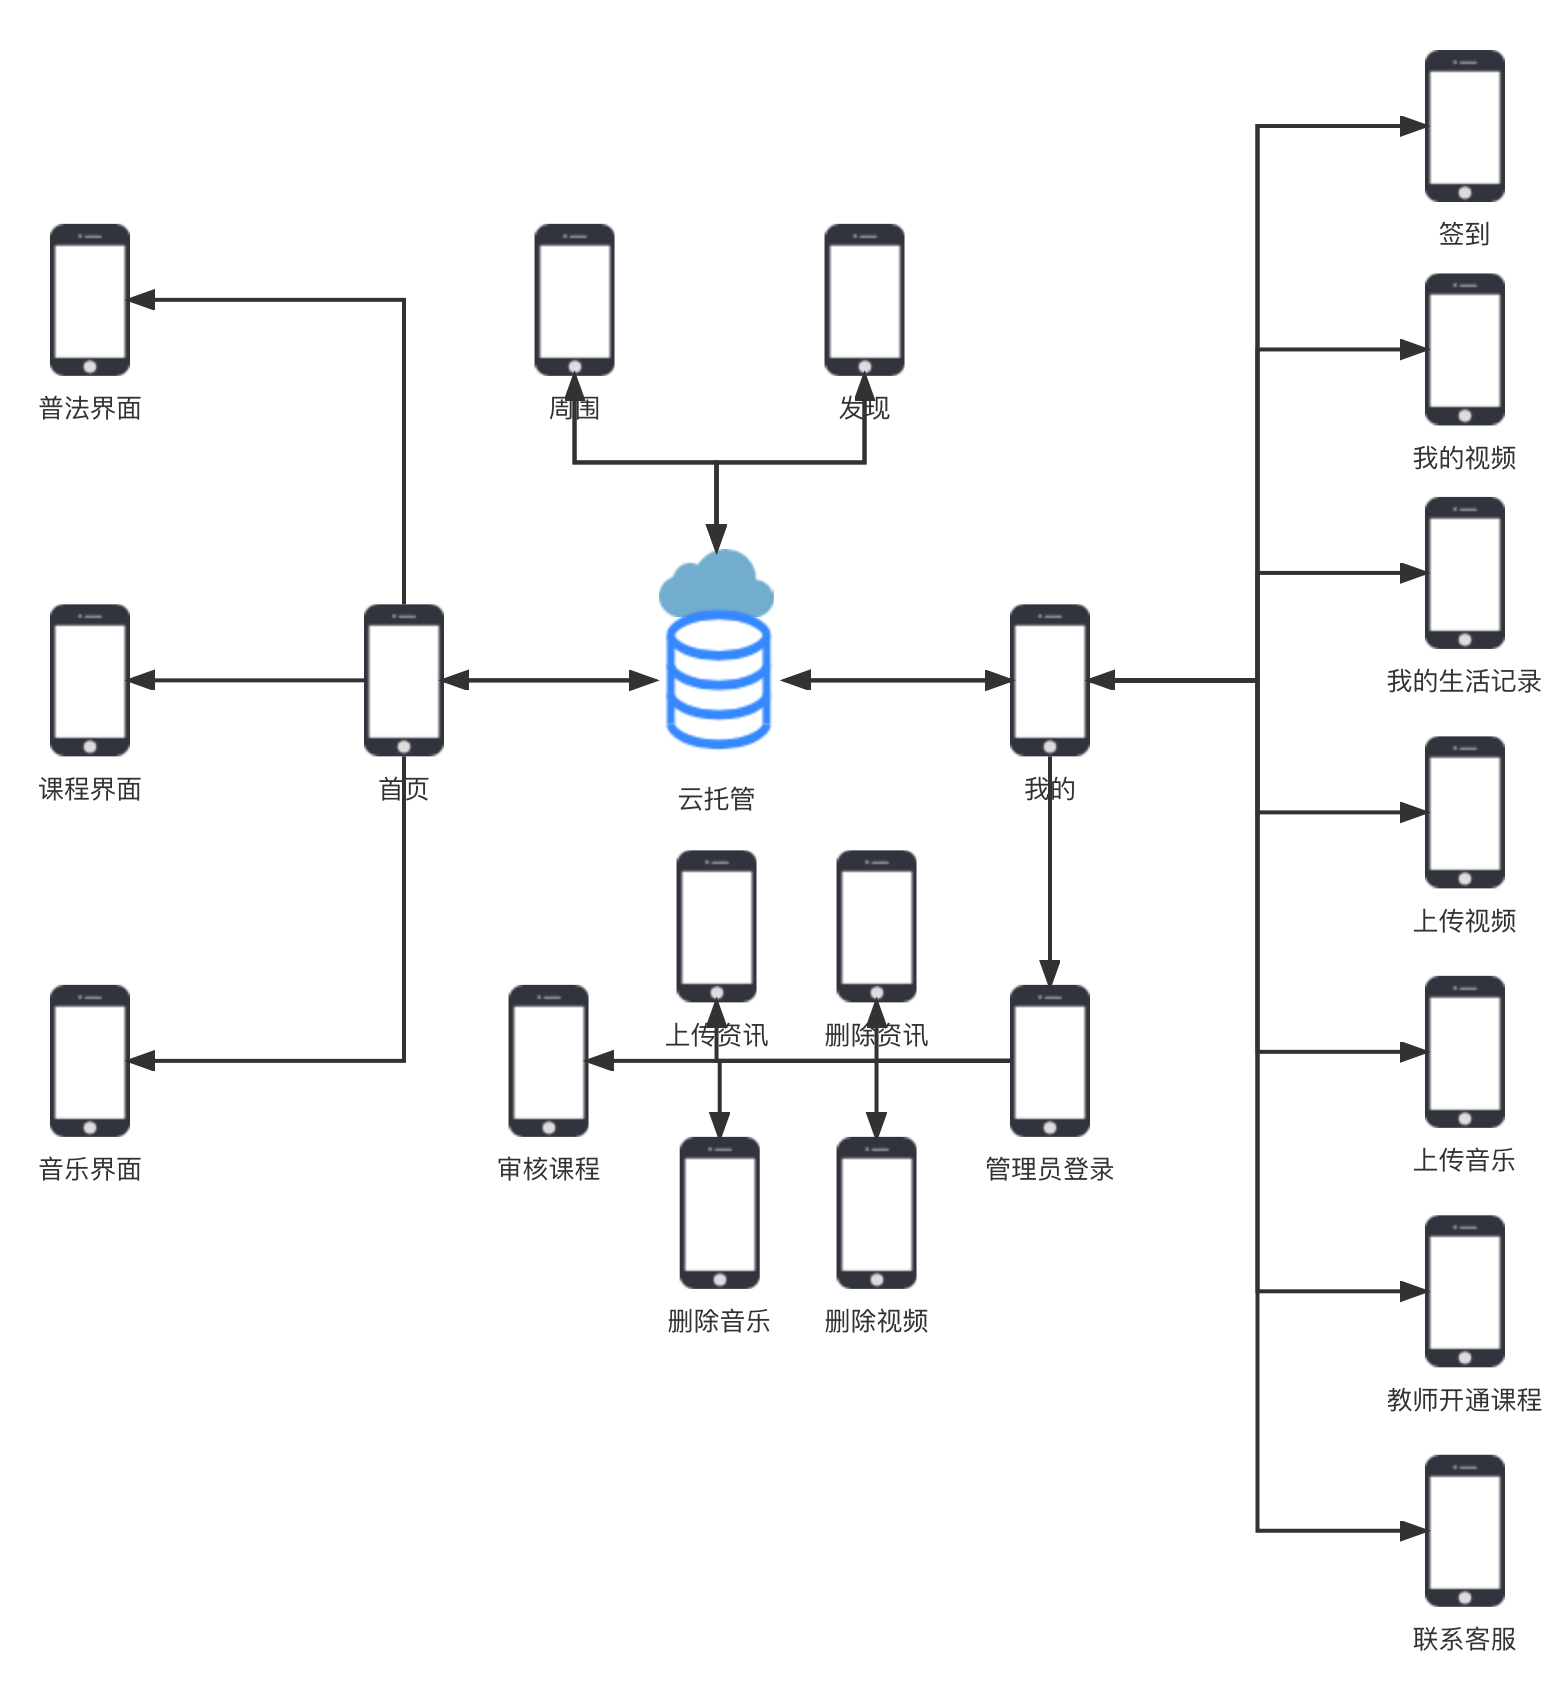 签到
普法界面
周围
发现
我的视频
我的生活记录
课程界面
首页
云托管
我的
上传视频
上传资讯
删除资讯
音乐界面
审核课程
管理员登录
上传音乐
删除音乐
删除视频
教师开通课程
联系客服